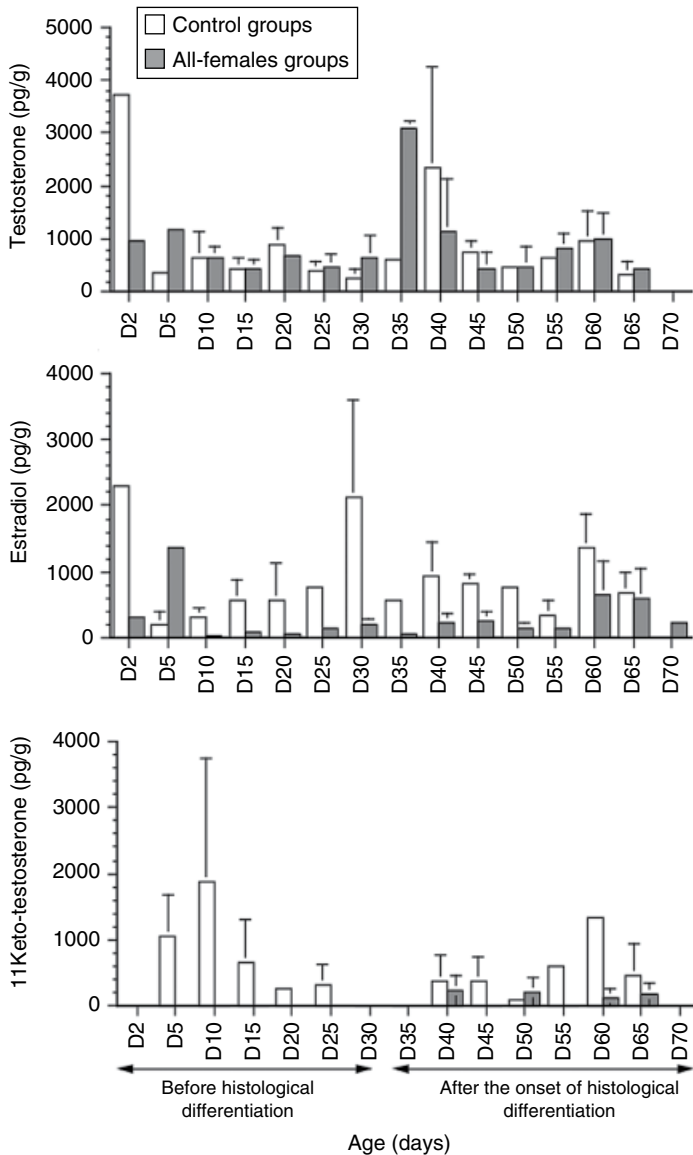 Control groups
All-females groups
Testosterone (pg/g)
5000
4000
3000
2000
1000
0
D2 D5 D10 D15 D20 D25 D30 D35 D40 D45 D50 D55 D60 D65 D70
Estradiol (pg/g)
4000
3000
2000
1000
0
D2 D5 D10 D15 D20 D25 D30 D35 D40 D45 D50 D55 D60 D65 D70
11Keto-testosterone (pg/g)
4000
3000
2000
1000
0
D2 D5 D10 D15 D20 D25 D30 D35 D40 D45 D50 D55 D60 D65 D70
Before histological
differentiation
After the onset of histological
differentiation
Age (days)